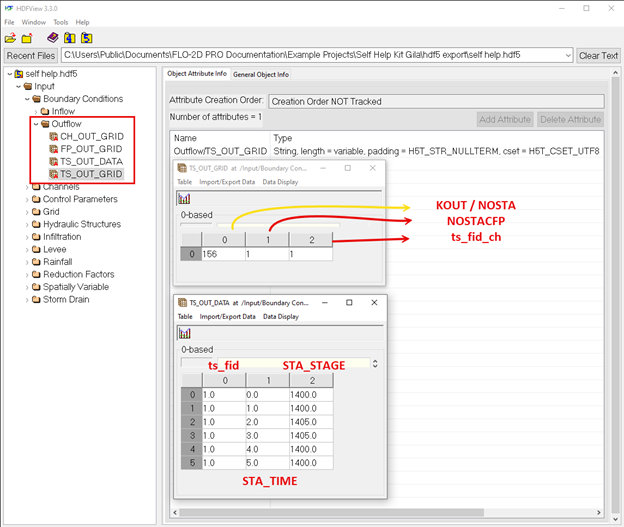 HDF HDFView 3.3.0
File Window Tools Help
Recent Files C:\Users\Public\Documents\FLO-2D PRO Documentation\Example Projects\Self Help Kit Gila\hdf5 export\self help.hdf5 Clear Text
self help.hdf5
Input
Boundary Conditions
Inflow
Outflow
CH_OUT_GRID
FP_OUT_GRID
TS_OUT_DATA
TS_OUT_GRID
Channels
Control Parameters
Grid
Hydraulic Structures
Infiltration
Levee
Rainfall
Reduction Factors
Spatially Variable
Storm Drain
Object Attribute Info General Object Info
Attribute Creation Order: Creation Order NOT Tracked
Number of attributes = 1 Add Attribute Delete Attribute
Name Type
Outflow/TS_OUT_GRID String, length = variable, padding = H5T_STR_NULLTERM, cset = H5T_CSET_UTF8
TS_OUT_GRID at /Input/Boundary Con...
Table Import/Export Data Data Display
0-based
0 1 2
0 156 1 1
KOUT / NOSTA
NOSTACFP
ts_fid_ch
TS_OUT_DATA at /Input/Boundary Con...
Table Import/Export Data Data Display
0-based
ts_fid STA_STAGE
0 1 2
0 1.0 0.0 1400.0
1 1.0 1.0 1400.0
2 1.0 2.0 1405.0
3 1.0 3.0 1405.0
4 1.0 4.0 1400.0
5 1.0 5.0 1400.0
STA_TIME